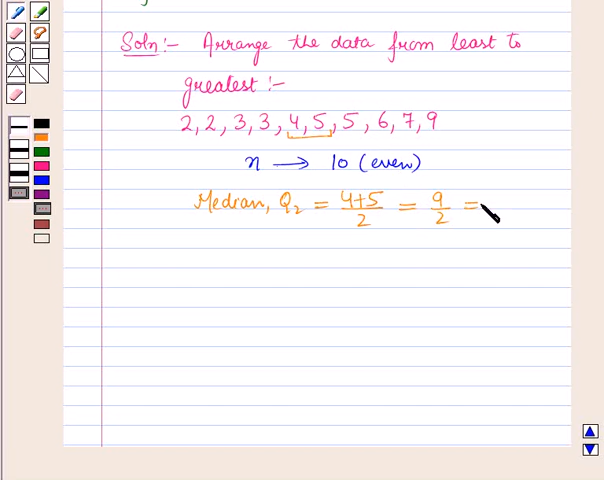 Soln:- Arrange the data from least to
greatest:-
2, 2, 3, 3, 4, 5, 5, 6, 7, 9
n → 10 (even)
Median, Q₂ = 4+5/2 = 9/2 =